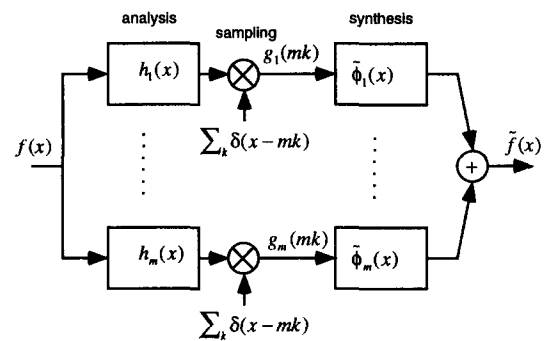 analysis
sampling
synthesis
h₁(x)
g₁(mk)
φ̃₁(x)
∑ₖ δ(x − mk)
f(x)
+
f̃(x)
hₘ(x)
gₘ(mk)
φ̃ₘ(x)
∑ₖ δ(x − mk)